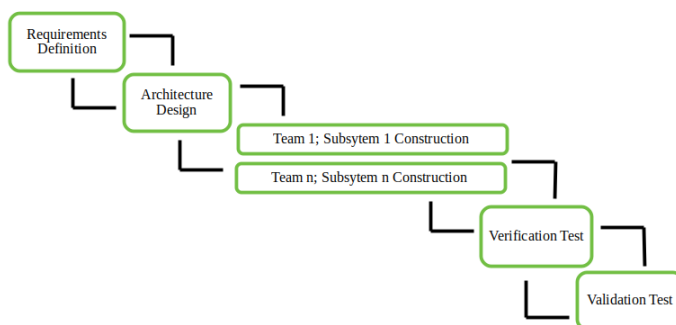 Requirements
Definition
Architecture
Design
Team 1; Subsytem 1 Construction
Team n; Subsytem n Construction
Verification Test
Validation Test